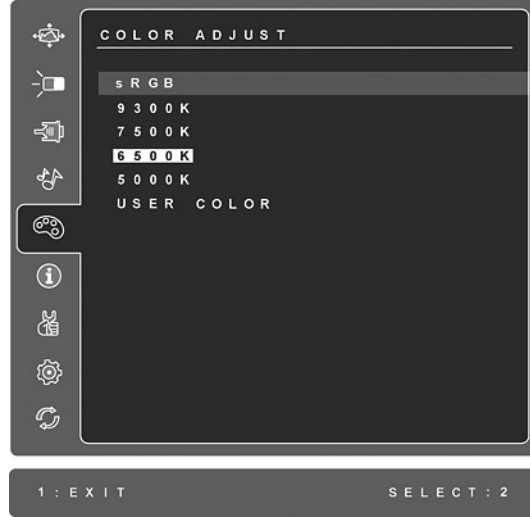 COLOR ADJUST
sRGB
9300K
7500K
6500K
5000K
USER COLOR
1:EXIT SELECT:2